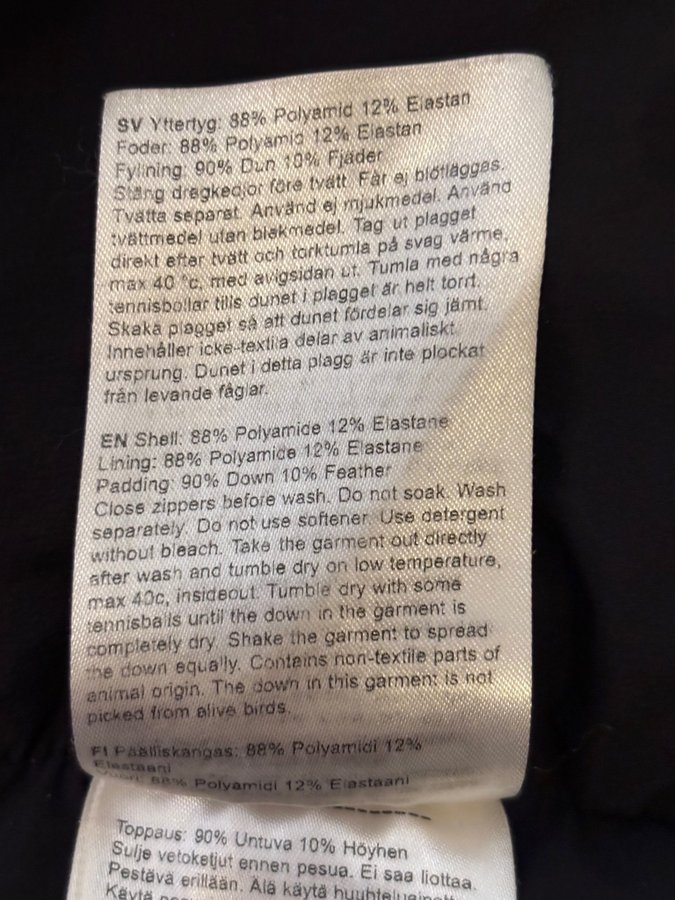 SV Yttertyg: 88% Polyamid 12% Elastan
Foder: 88% Polyamid 12% Elastan
Fyllning: 90% Dun 10% Fjäder
Stäng dragkedjor före tvätt. Får ej blötläggas.
Tvätta separat. Använd ej mjukmedel. Använd
tvättmedel utan blekmedel. Tag ut plagget
direkt efter tvätt och torktumla på svag värme,
max 40 °c, med avigsidan ut. Tumla med några
tennisbollar tills dunet i plagget är helt torrt.
Skaka plagget så att dunet fördelar sig jämt.
Innehåller icke-textila delar av animaliskt
ursprung. Dunet i detta plagg är inte plockat
från levande fåglar.
EN Shell: 88% Polyamide 12% Elastane
Lining: 88% Polyamide 12% Elastane
Padding: 90% Down 10% Feather
Close zippers before wash. Do not soak. Wash
separately. Do not use softener. Use detergent
without bleach. Take the garment out directly
after wash and tumble dry on low temperature,
max 40c, insideout. Tumble dry with some
tennisballs until the down in the garment is
completely dry. Shake the garment to spread
the down equally. Contains non-textile parts of
animal origin. The down in this garment is not
picked from alive birds.
FI Päälliskangas: 88% Polyamidi 12%
Elastaani
Vuori: 88% Polyamidi 12% Elastaani
Toppaus: 90% Untuva 10% Höyhen
Sulje vetoketjut ennen pesua. Ei saa liottaa.
Pestävä erillään. Älä käytä
Käytä